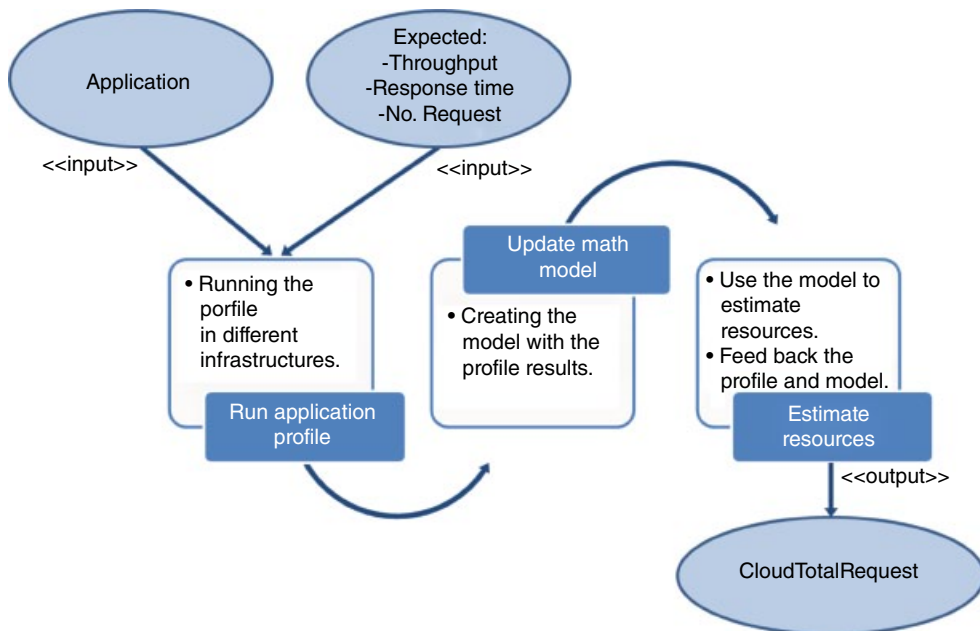 Application
Expected:
-Throughput
-Response time
-No. Request
<<input>>
<<input>>
• Running the
porfile
in different
infrastructures.
Run application
profile
Update math
model
• Creating the
model with the
profile results.
• Use the model to
estimate
resources.
• Feed back the
profile and model.
Estimate
resources
<<output>>
CloudTotalRequest